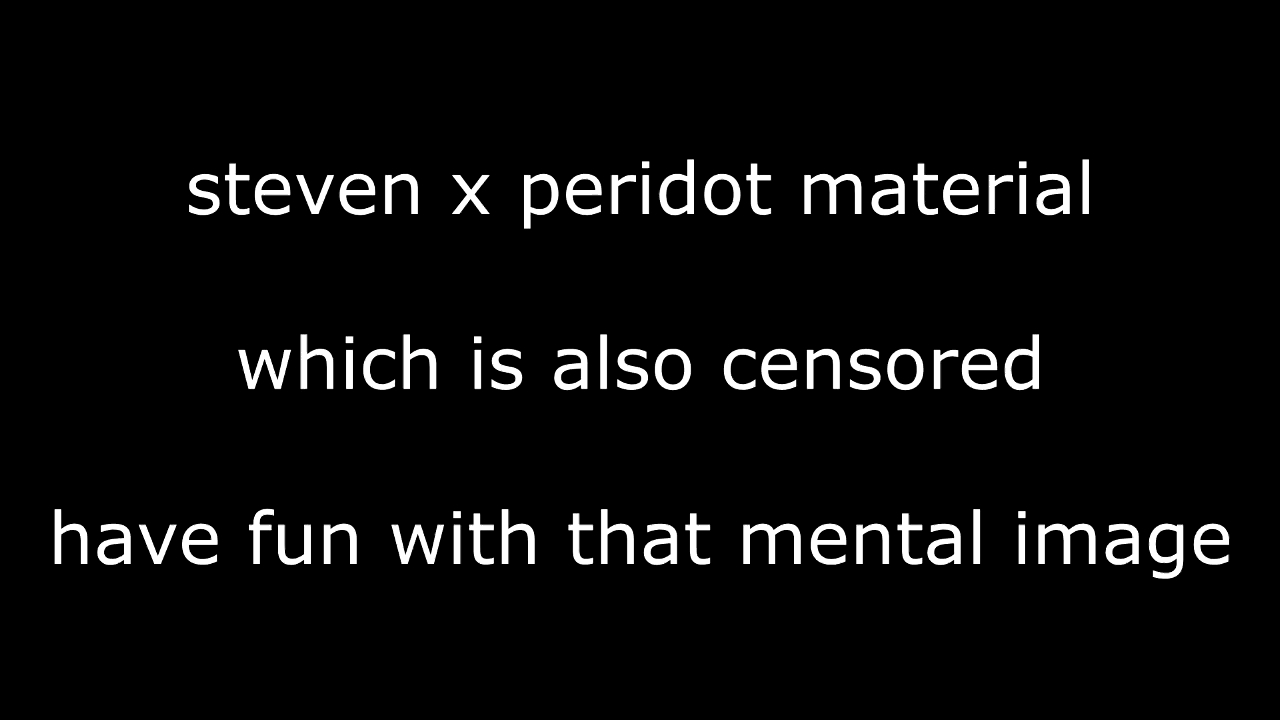 steven x peridot material
which is also censored
have fun with that mental image